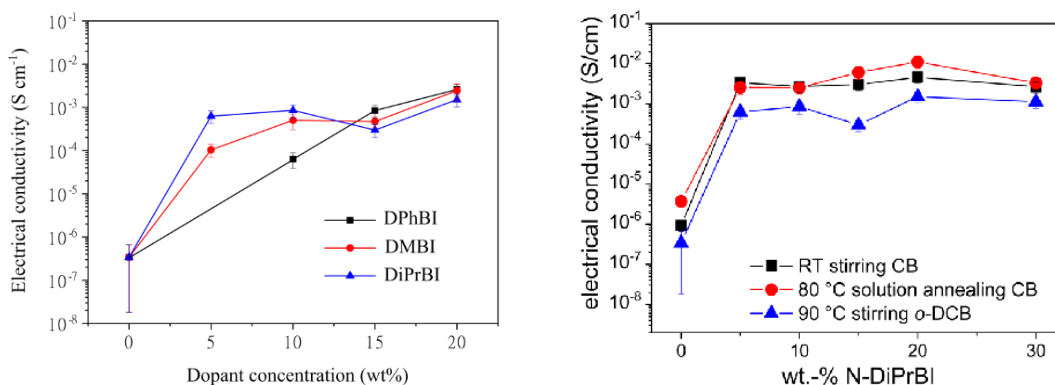 Electrical conductivity (S cm⁻¹)
10⁻¹
10⁻²
10⁻³
10⁻⁴
10⁻⁵
10⁻⁶
10⁻⁷
10⁻⁸
DPhBI
DMBI
DiPrBI
0 5 10 15 20
Dopant concentration (wt%)
electrical conductivity (S/cm)
10⁻¹
10⁻²
10⁻³
10⁻⁴
10⁻⁵
10⁻⁶
10⁻⁷
10⁻⁸
RT stirring CB
80 °C solution annealing CB
90 °C stirring o-DCB
0 10 20 30
wt.-% N-DiPrBI